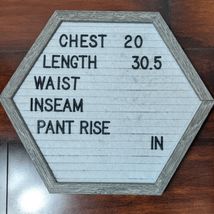 CHEST 20
LENGTH 30.5
WAIST
INSEAM
PANT RISE
IN